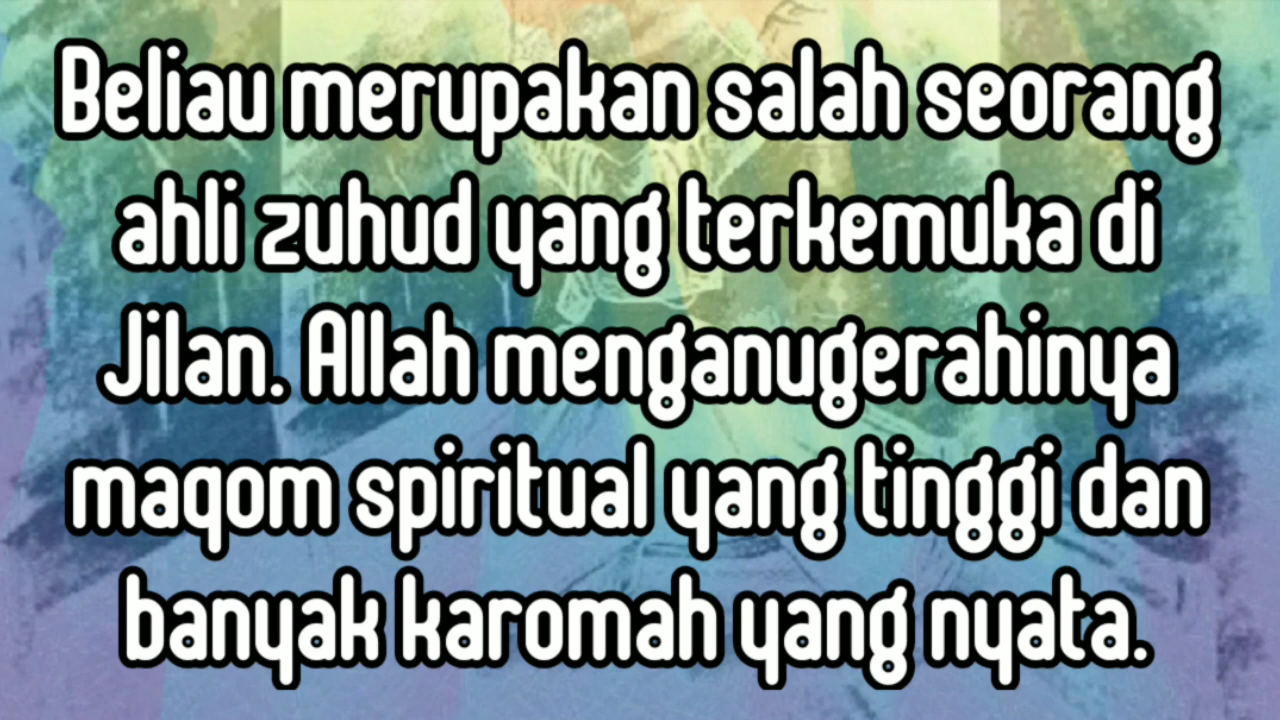 Beliau merupakan salah seorang
ahli zuhud yang terkemuka di
Jilan. Allah menganugerahinya
maqom spiritual yang tinggi dan
banyak karomah yang nyata.